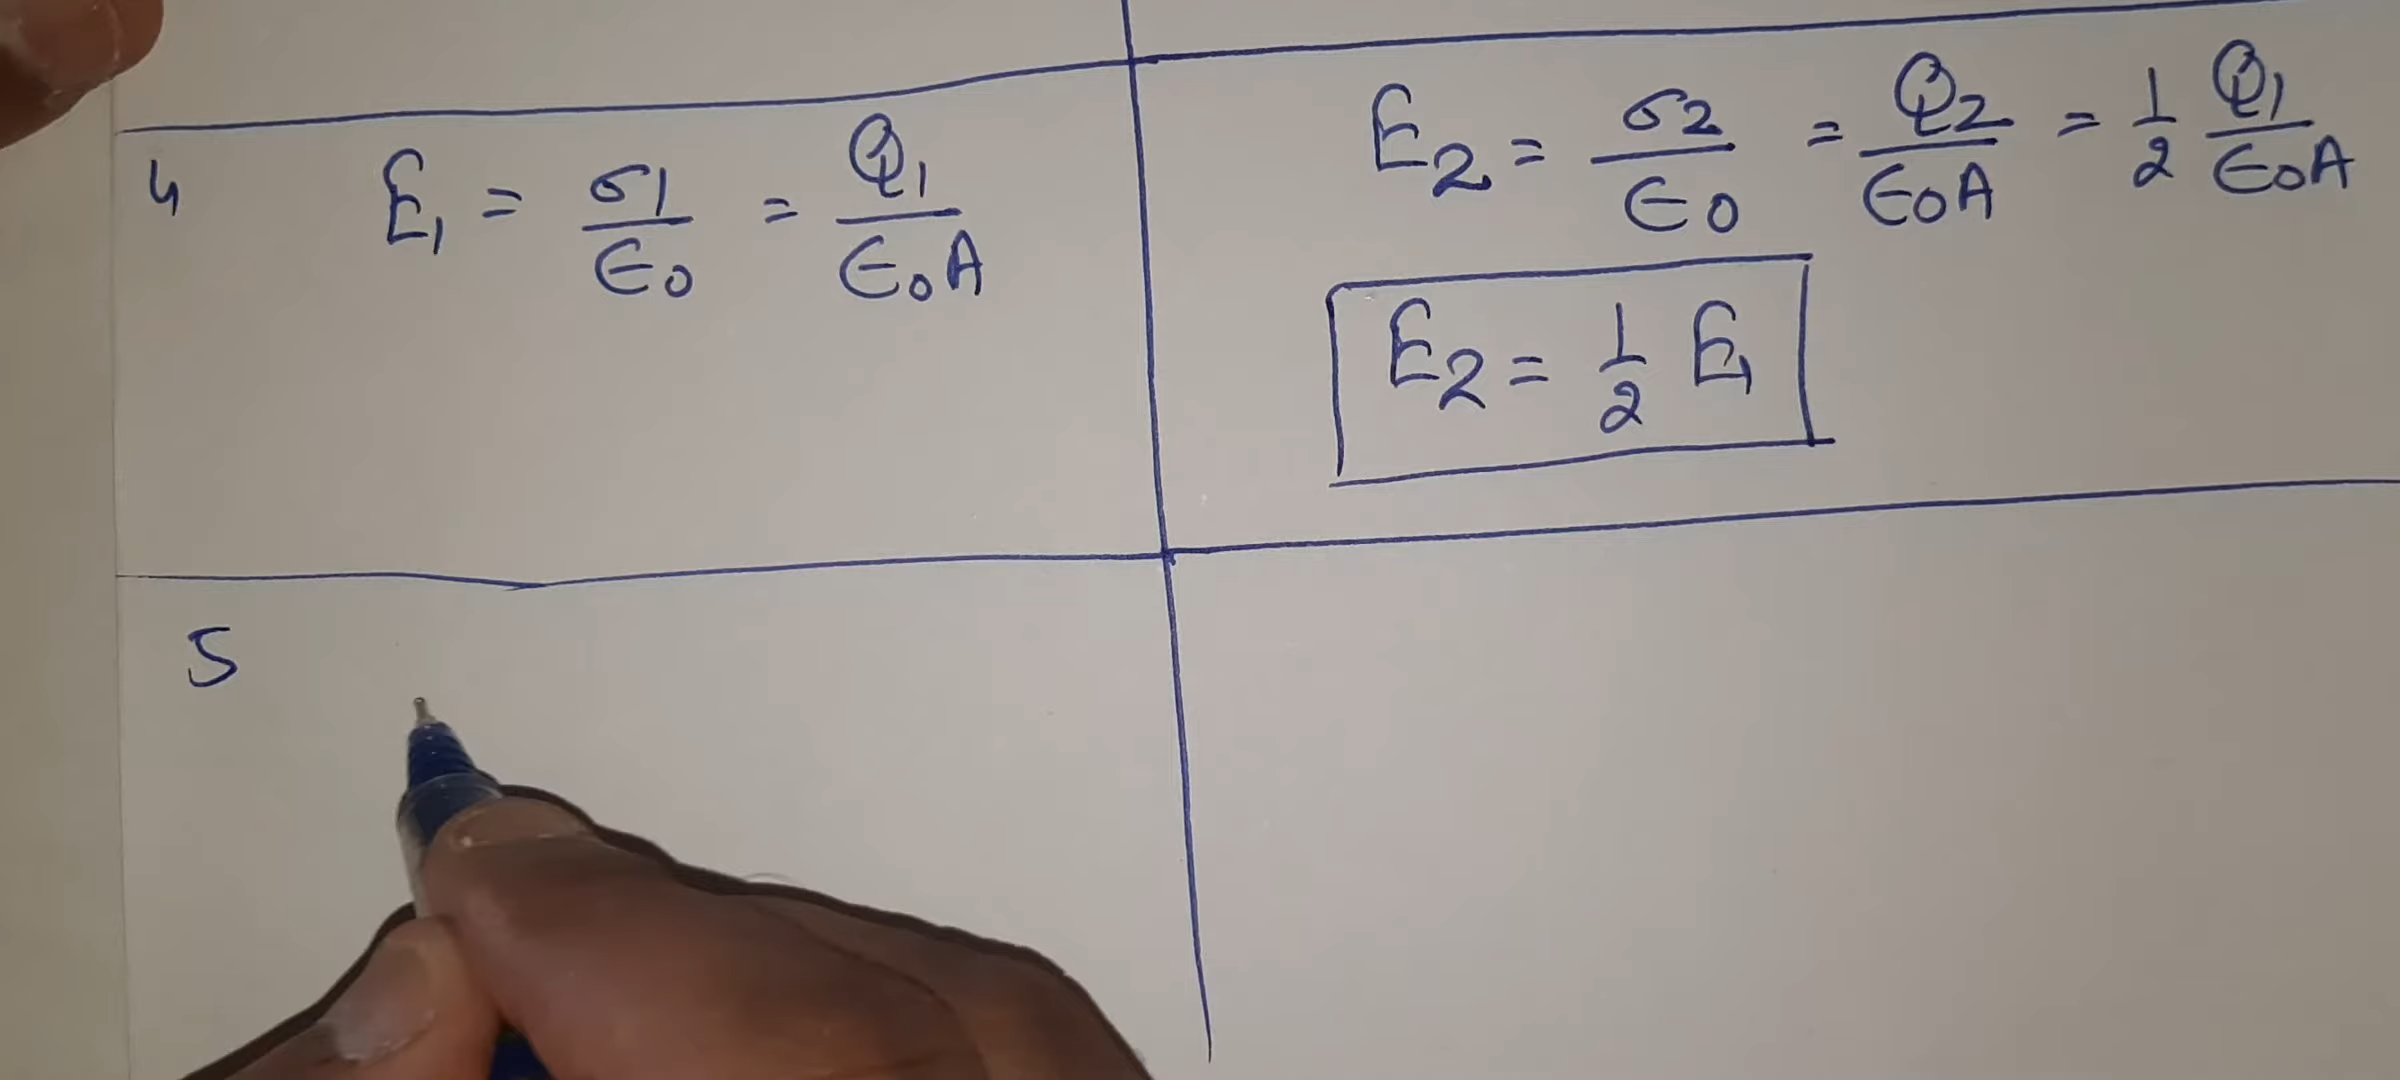 4 E₁ = σ1/ϵ₀ = Q₁/ϵ₀A
E₂ = σ2/ϵ0 = Q₂/ϵ0A = 1/2 Q₁/ϵ0A
E₂ = 1/2 E₁
5